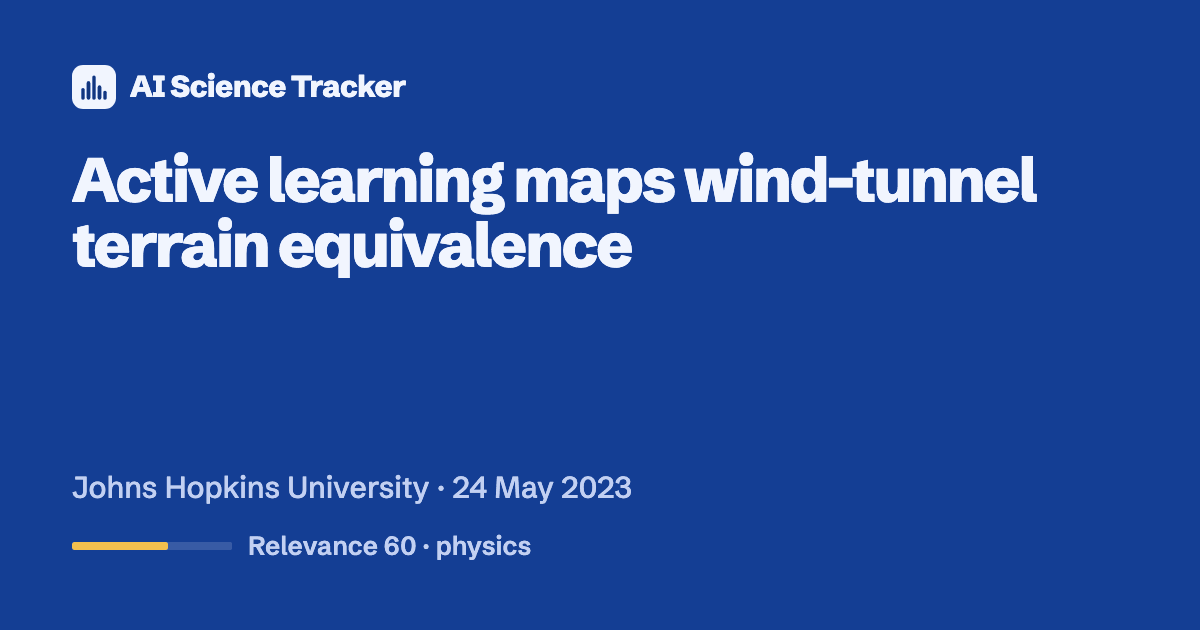 AI Science Tracker
Active learning maps wind-tunnel
terrain equivalence
Johns Hopkins University · 24 May 2023
Relevance 60 · physics